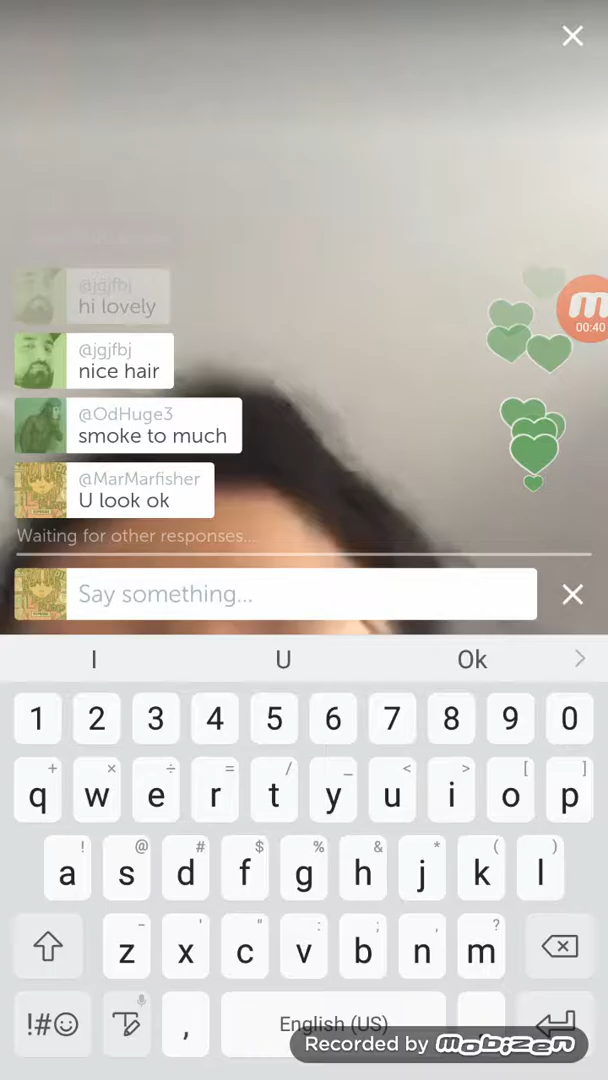 00:40
@jgjfbj
hi lovely
@jgjfbj
nice hair
@OdHuge3
smoke to much
@MarMarfisher
U look ok
Waiting for other responses...
Say something...
I U Ok >
1 2 3 4 5 6 7 8 9 0
+ × ÷ = / _ < > [ ]
q w e r t y u i o p
! @ # $ % & * ( )
a s d f g h j k l
- ' " : ; , ?
z x c v b n m
!#☺ T , English (US) .
Recorded by mobizen